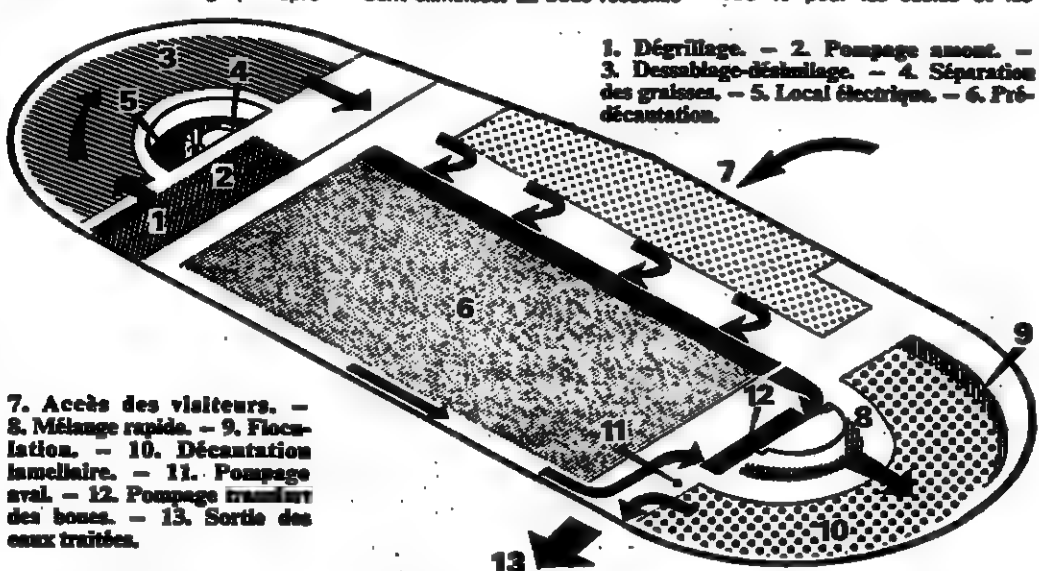 1. Dégrillage. — 2. Pompage amont. —
3. Dessablage-déshuilage. — 4. Séparation
des graisses. — 5. Local électrique. — 6. Pré-
décantation.
3
4
5
7
2
1
6
9
7. Accès des visiteurs. —
8. Mélange rapide. — 9. Flocu-
lation. — 10. Décantation
lamellaire. — 11. Pompage
aval. — 12. Pompage
des boues. — 13. Sortie des
eaux traitées.
12
8
11
10
13